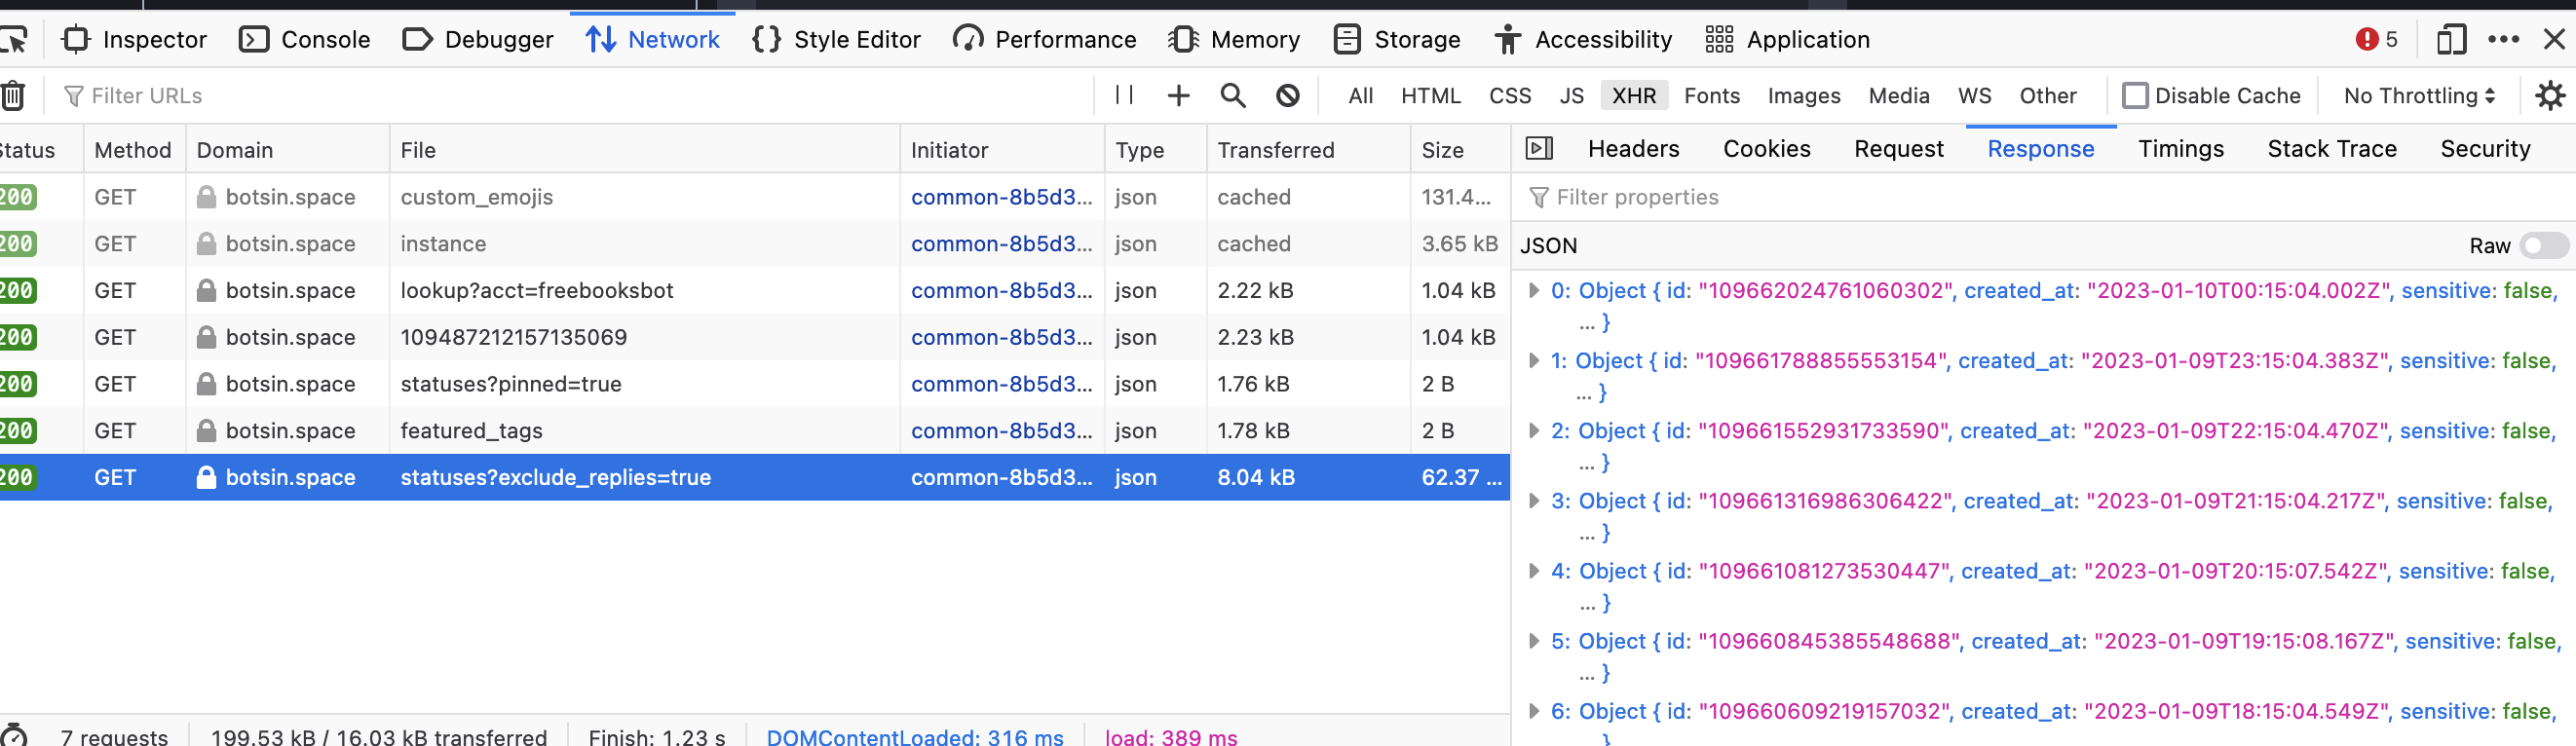 Inspector Console Debugger Network Style Editor Performance Memory Storage Accessibility Application 5
Filter URLs All HTML CSS JS XHR Fonts Images Media WS Other Disable Cache No Throttling
Status Method Domain File Initiator Type Transferred Size
200 GET botsin.space custom_emojis common-8b5d3... json cached 131.4...
200 GET botsin.space instance common-8b5d3... json cached 3.65 kB
200 GET botsin.space lookup?acct=freebooksbot common-8b5d3... json 2.22 kB 1.04 kB
200 GET botsin.space 109487212157135069 common-8b5d3... json 2.23 kB 1.04 kB
200 GET botsin.space statuses?pinned=true common-8b5d3... json 1.76 kB 2 B
200 GET botsin.space featured_tags common-8b5d3... json 1.78 kB 2 B
200 GET botsin.space statuses?exclude_replies=true common-8b5d3... json 8.04 kB 62.37 ...
7 requests 199.53 kB / 16.03 kB transferred Finish: 1.23 s DOMContentLoaded: 316 ms load: 389 ms
Headers Cookies Request Response Timings Stack Trace Security
Filter properties
JSON Raw
0: Object { id: "109662024761060302", created_at: "2023-01-10T00:15:04.002Z", sensitive: false,
... }
1: Object { id: "109661788855553154", created_at: "2023-01-09T23:15:04.383Z", sensitive: false,
... }
2: Object { id: "109661552931733590", created_at: "2023-01-09T22:15:04.470Z", sensitive: false,
... }
3: Object { id: "109661316986306422", created_at: "2023-01-09T21:15:04.217Z", sensitive: false,
... }
4: Object { id: "109661081273530447", created_at: "2023-01-09T20:15:07.542Z", sensitive: false,
... }
5: Object { id: "109660845385548688", created_at: "2023-01-09T19:15:08.167Z", sensitive: false,
... }
6: Object { id: "109660609219157032", created_at: "2023-01-09T18:15:04.549Z", sensitive: false,
}